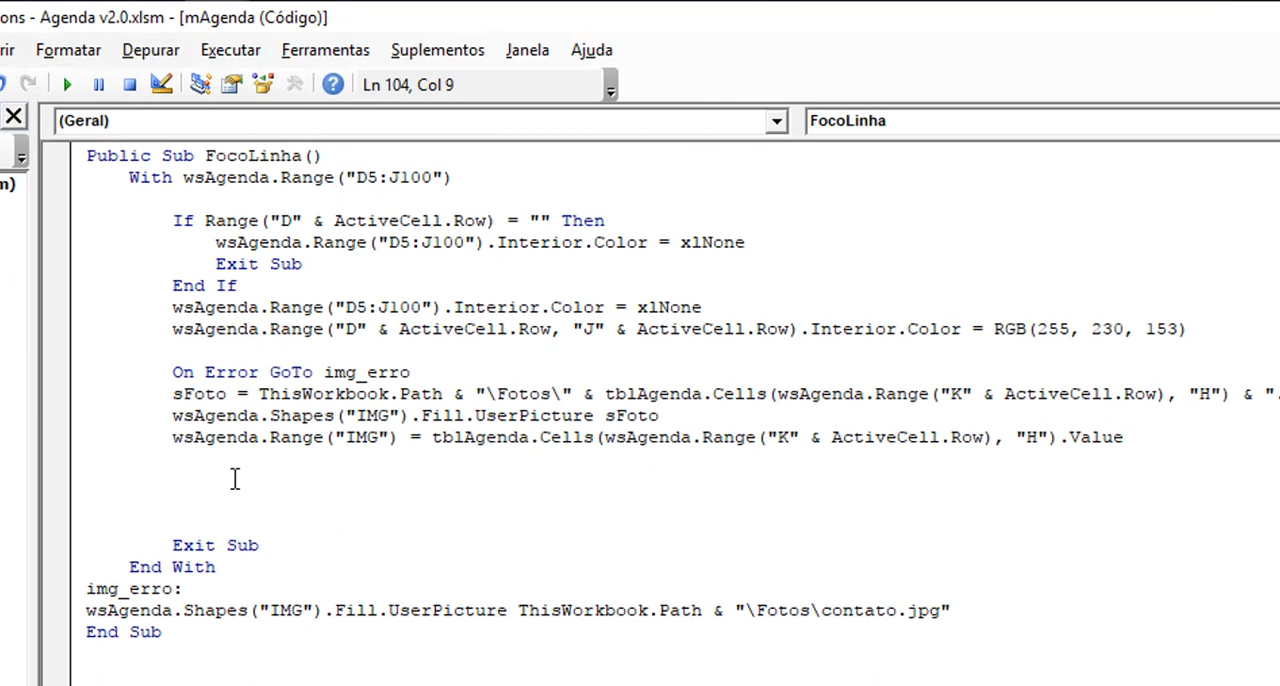 ons - Agenda v2.0.xlsm - [mAgenda (Código)]
rir Formatar Depurar Executar Ferramentas Suplementos Janela Ajuda
Ln 104, Col 9
(Geral) FocoLinha
m)
Public Sub FocoLinha()
With wsAgenda.Range("D5:J100")
If Range("D" & ActiveCell.Row) = "" Then
wsAgenda.Range("D5:J100").Interior.Color = xlNone
Exit Sub
End If
wsAgenda.Range("D5:J100").Interior.Color = xlNone
wsAgenda.Range("D" & ActiveCell.Row, "J" & ActiveCell.Row).Interior.Color = RGB(255, 230, 153)
On Error GoTo img_erro
sFoto = ThisWorkbook.Path & "\Fotos\" & tblAgenda.Cells(wsAgenda.Range("K" & ActiveCell.Row), "H") & ".
wsAgenda.Shapes("IMG").Fill.UserPicture sFoto
wsAgenda.Range("IMG") = tblAgenda.Cells(wsAgenda.Range("K" & ActiveCell.Row), "H").Value
Exit Sub
End With
img_erro:
wsAgenda.Shapes("IMG").Fill.UserPicture ThisWorkbook.Path & "\Fotos\contato.jpg"
End Sub